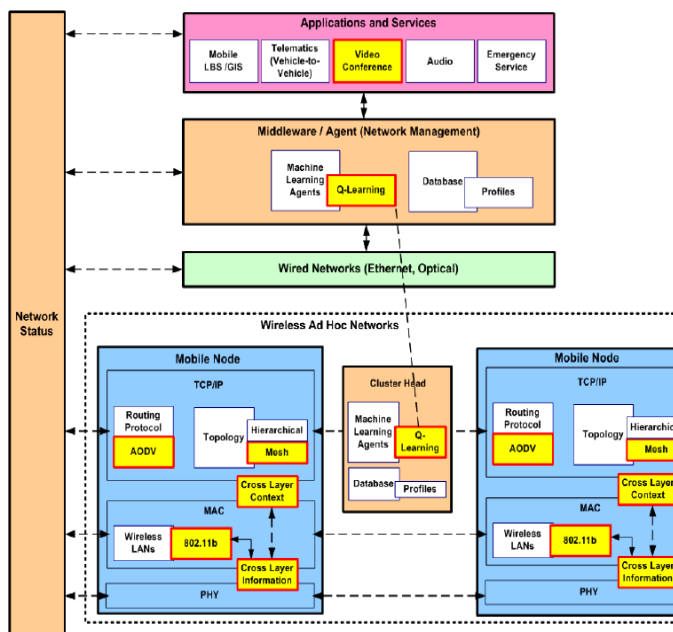 Applications and Services
Mobile
LBS /GIS
Telematics
(Vehicle-to-
Vehicle)
Video
Conference
Audio
Emergency
Service
Middleware / Agent (Network Management)
Machine
Learning
Agents
Q-Learning
Database
Profiles
Wired Networks (Ethernet, Optical)
Network
Status
Wireless Ad Hoc Networks
Mobile Node
TCP/IP
Routing
Protocol
AODV
Topology
Hierarchical
Mesh
Cross Layer
Context
MAC
Wireless
LANs
802.11b
Cross Layer
Information
PHY
Cluster Head
Machine
Learning
Agents
Q-
Learning
Database
Profiles
Mobile Node
TCP/IP
Routing
Protocol
AODV
Topology
Hierarchical
Mesh
Cross Layer
Context
MAC
Wireless
LANs
802.11b
Cross Layer
Information
PHY